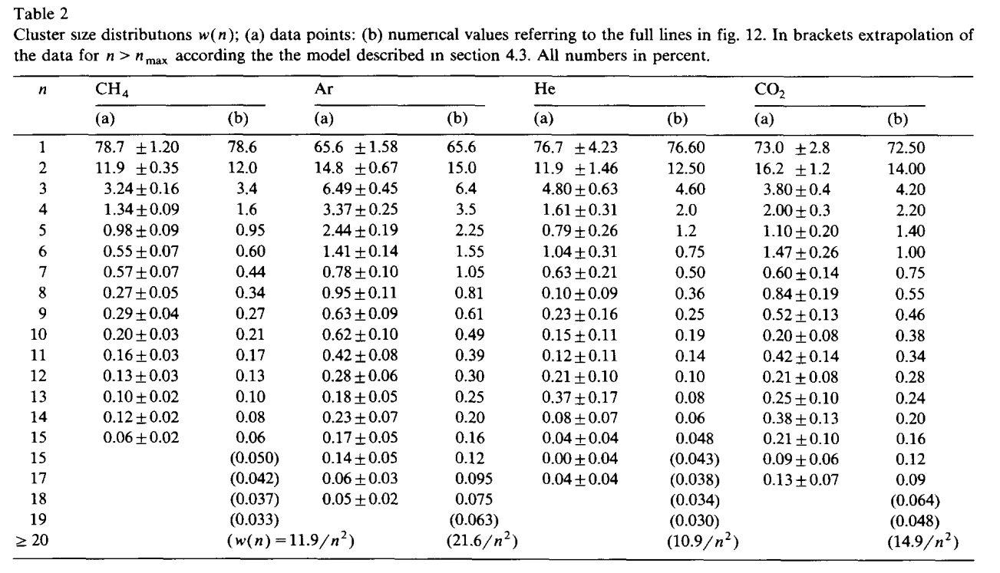 Table 2
Cluster size distributions w(n); (a) data points: (b) numerical values referring to the full lines in fig. 12. In brackets extrapolation of
the data for n > n_max according the the model described in section 4.3. All numbers in percent.
n CH₄ Ar He CO₂
(a) (b) (a) (b) (a) (b) (a) (b)
1 78.7 ±1.20 78.6 65.6 ±1.58 65.6 76.7 ±4.23 76.60 73.0 ±2.8 72.50
2 11.9 ±0.35 12.0 14.8 ±0.67 15.0 11.9 ±1.46 12.50 16.2 ±1.2 14.00
3 3.24±0.16 3.4 6.49±0.45 6.4 4.80±0.63 4.60 3.80±0.4 4.20
4 1.34±0.09 1.6 3.37±0.25 3.5 1.61±0.31 2.0 2.00±0.3 2.20
5 0.98±0.09 0.95 2.44±0.19 2.25 0.79±0.26 1.2 1.10±0.20 1.40
6 0.55±0.07 0.60 1.41±0.14 1.55 1.04±0.31 0.75 1.47±0.26 1.00
7 0.57±0.07 0.44 0.78±0.10 1.05 0.63±0.21 0.50 0.60±0.14 0.75
8 0.27±0.05 0.34 0.95±0.11 0.81 0.10±0.09 0.36 0.84±0.19 0.55
9 0.29±0.04 0.27 0.63±0.09 0.61 0.23±0.16 0.25 0.52±0.13 0.46
10 0.20±0.03 0.21 0.62±0.10 0.49 0.15±0.11 0.19 0.20±0.08 0.38
11 0.16±0.03 0.17 0.42±0.08 0.39 0.12±0.11 0.14 0.42±0.14 0.34
12 0.13±0.03 0.13 0.28±0.06 0.30 0.21±0.10 0.10 0.21±0.08 0.28
13 0.10±0.02 0.10 0.18±0.05 0.25 0.37±0.17 0.08 0.25±0.10 0.24
14 0.12±0.02 0.08 0.23±0.07 0.20 0.08±0.07 0.06 0.38±0.13 0.20
15 0.06±0.02 0.06 0.17±0.05 0.16 0.04±0.04 0.048 0.21±0.10 0.16
15 (0.050) 0.14±0.05 0.12 0.00±0.04 (0.043) 0.09±0.06 0.12
17 (0.042) 0.06±0.03 0.095 0.04±0.04 (0.038) 0.13±0.07 0.09
18 (0.037) 0.05±0.02 0.075 (0.034) (0.064)
19 (0.033) (0.063) (0.030) (0.048)
≥ 20 (w(n)=11.9/n²) (21.6/n²) (10.9/n²) (14.9/n²)